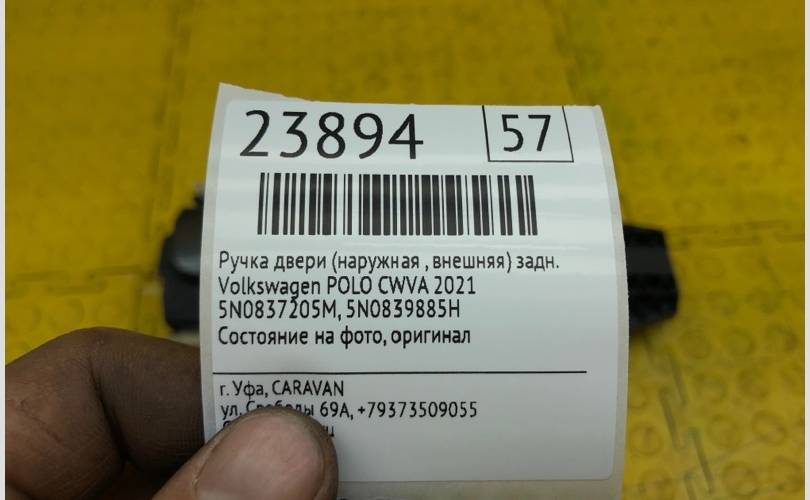 23894 57
Ручка двери (наружная , внешняя) задн.
Volkswagen POLO CWVA 2021
5N0837205M, 5N0839885H
Состояние на фото, оригинал
г. Уфа, CARAVAN
ул. Свободы 69А, +79373509055